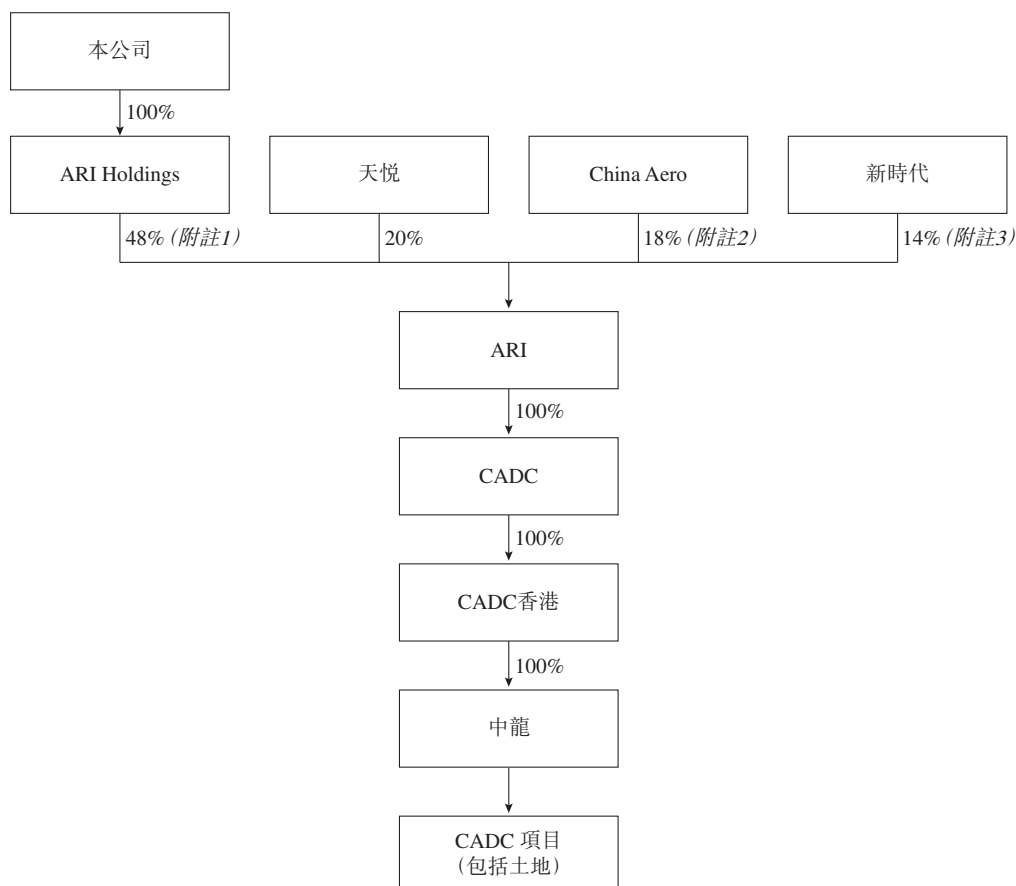 本公司
100%
ARI Holdings
天悅
China Aero
新時代
48% (附註1)
20%
18% (附註2)
14% (附註3)
ARI
100%
CADC
100%
CADC香港
100%
中龍
CADC 項目
(包括土地)